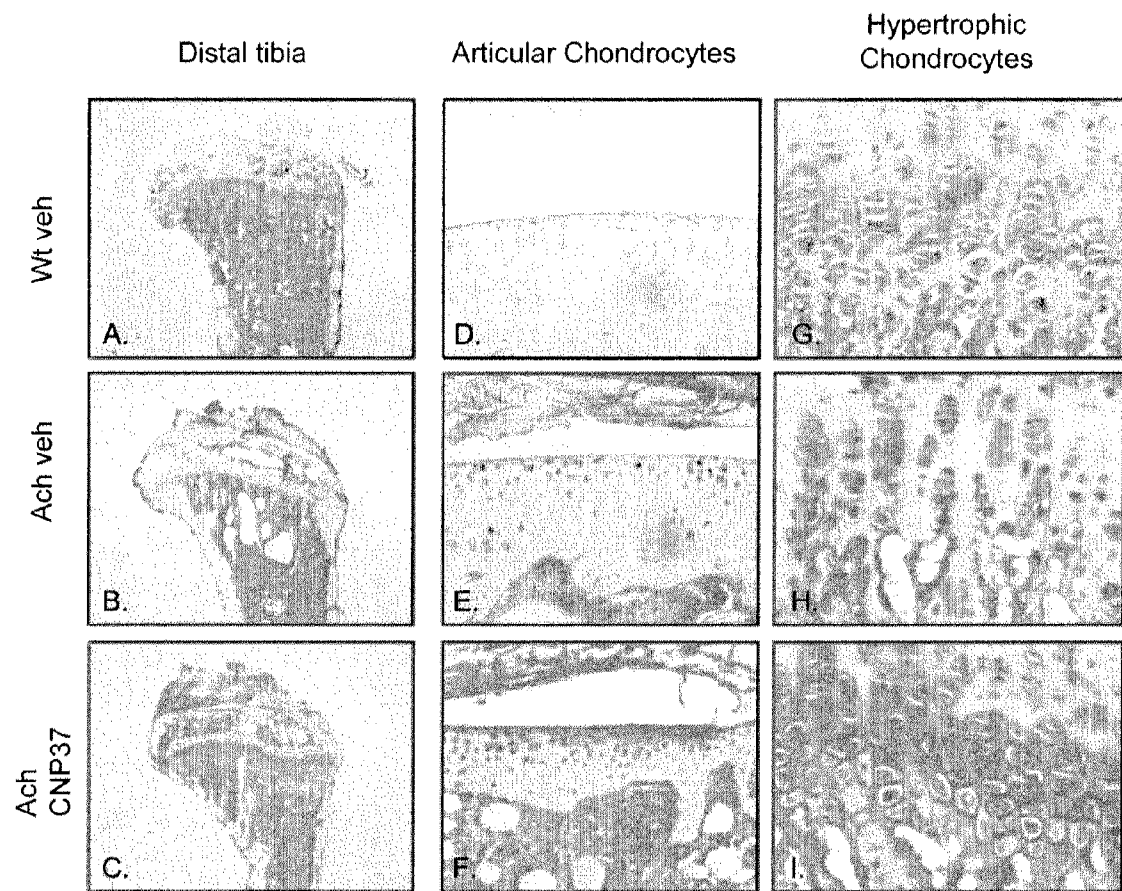 Distal tibia
Articular Chondrocytes
Hypertrophic
Chondrocytes
Wt veh
A.
D.
G.
Ach veh
B.
E.
H.
Ach
CNP37
C.
F.
I.